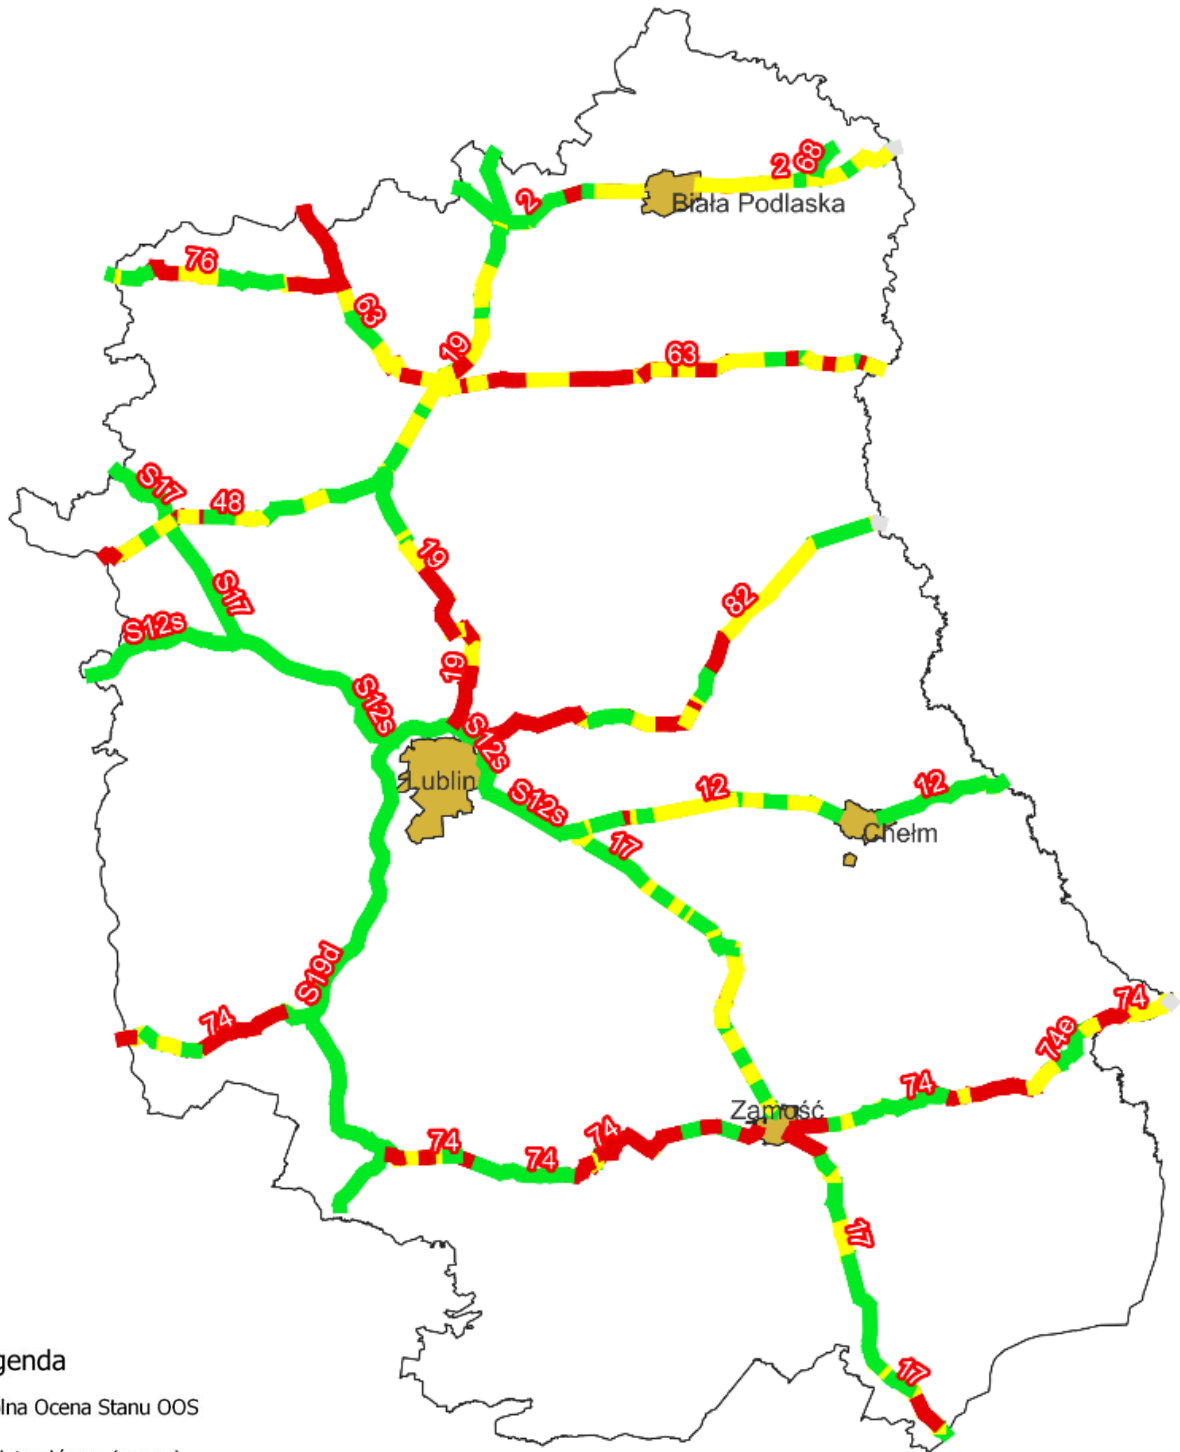 68
2
2
Biała Podlaska
76
63
19
63
S17
48
19
S17
82
S12s
19
S12s
S12s
Lublin
12
12
S12s
Chełm
17
S19d
74
74
74e
74
Zamość
74
74
74
17
17
genda
lna Ocena Stanu OOS